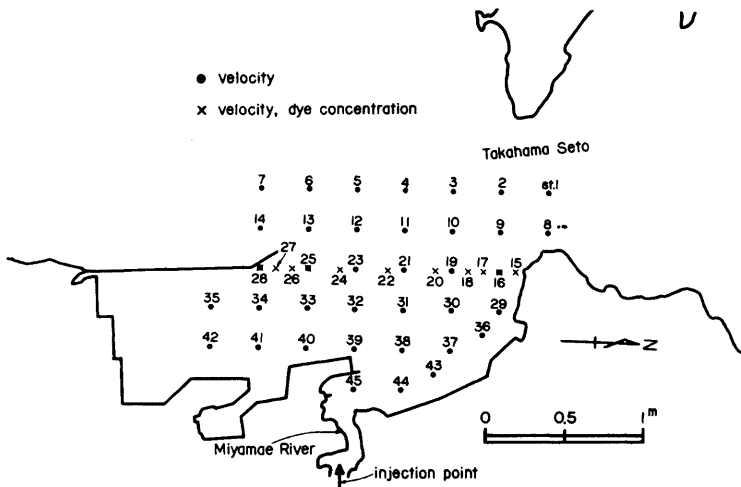 ● velocity
× velocity, dye concentration
Takahama Seto
7 6 5 4 3 2 st.1
14 13 12 11 10 9 8
27 25 23 21 19 17 15
28 26 24 22 20 18 16
35 34 33 32 31 30 29
36
42 41 40 39 38 37
43
45 44
N
0 0.5 1 m
Miyamae River
injection point